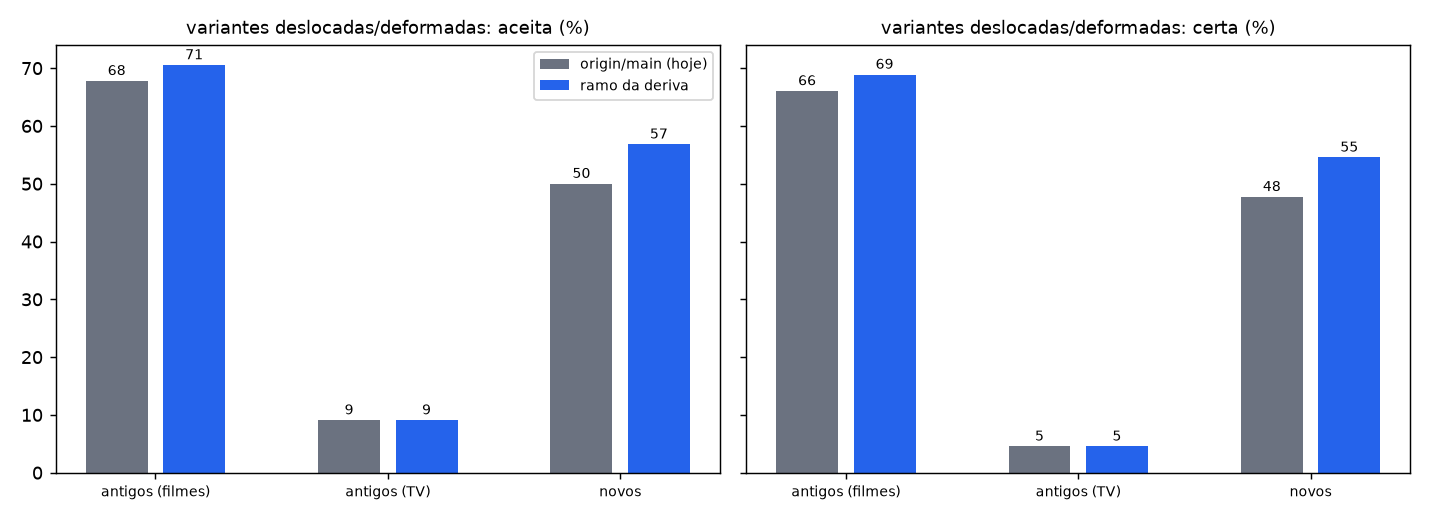 variantes deslocadas/deformadas: aceita (%)
origin/main (hoje)
ramo da deriva
70
60
50
40
30
20
10
0
68
71
9
9
50
57
antigos (filmes)
antigos (TV)
novos
variantes deslocadas/deformadas: certa (%)
66
69
5
5
48
55
antigos (filmes)
antigos (TV)
novos